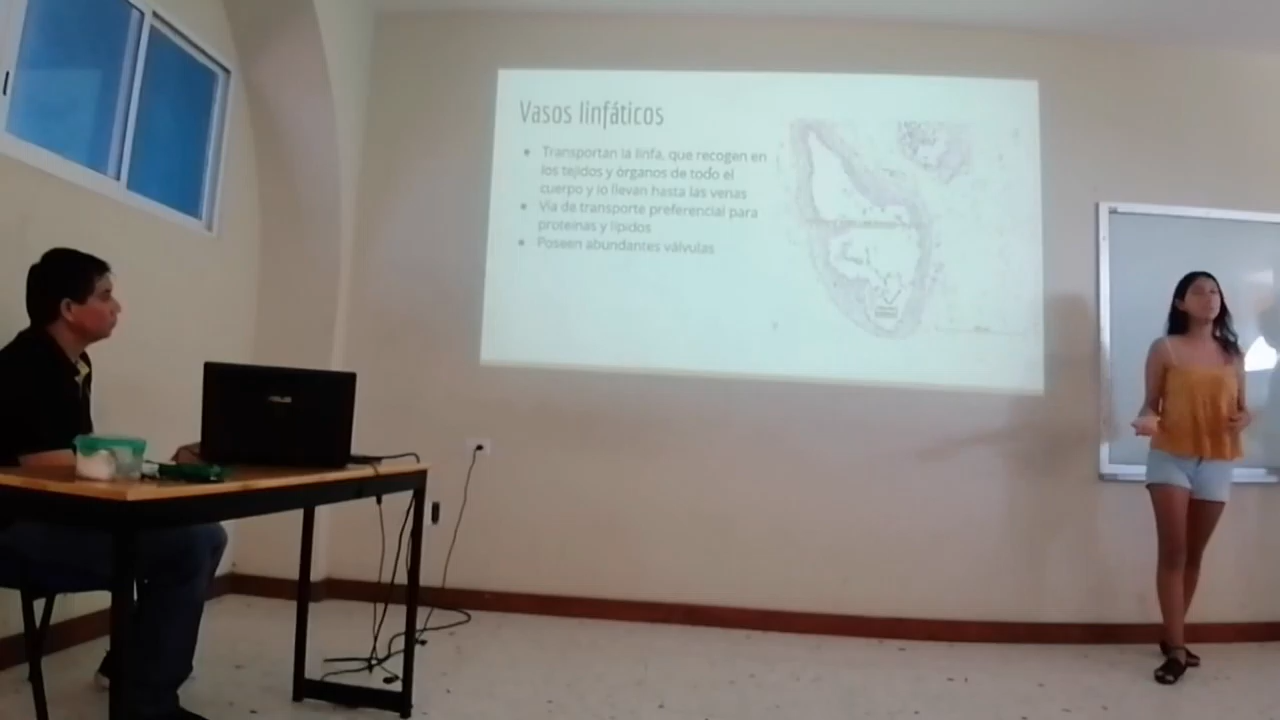 Vasos linfáticos
• Transportan la linfa, que recogen en
los tejidos y órganos de todo el
cuerpo y lo llevan hasta las venas
• Vía de transporte preferencial para
proteínas y lípidos
• Poseen abundantes válvulas
ASUS